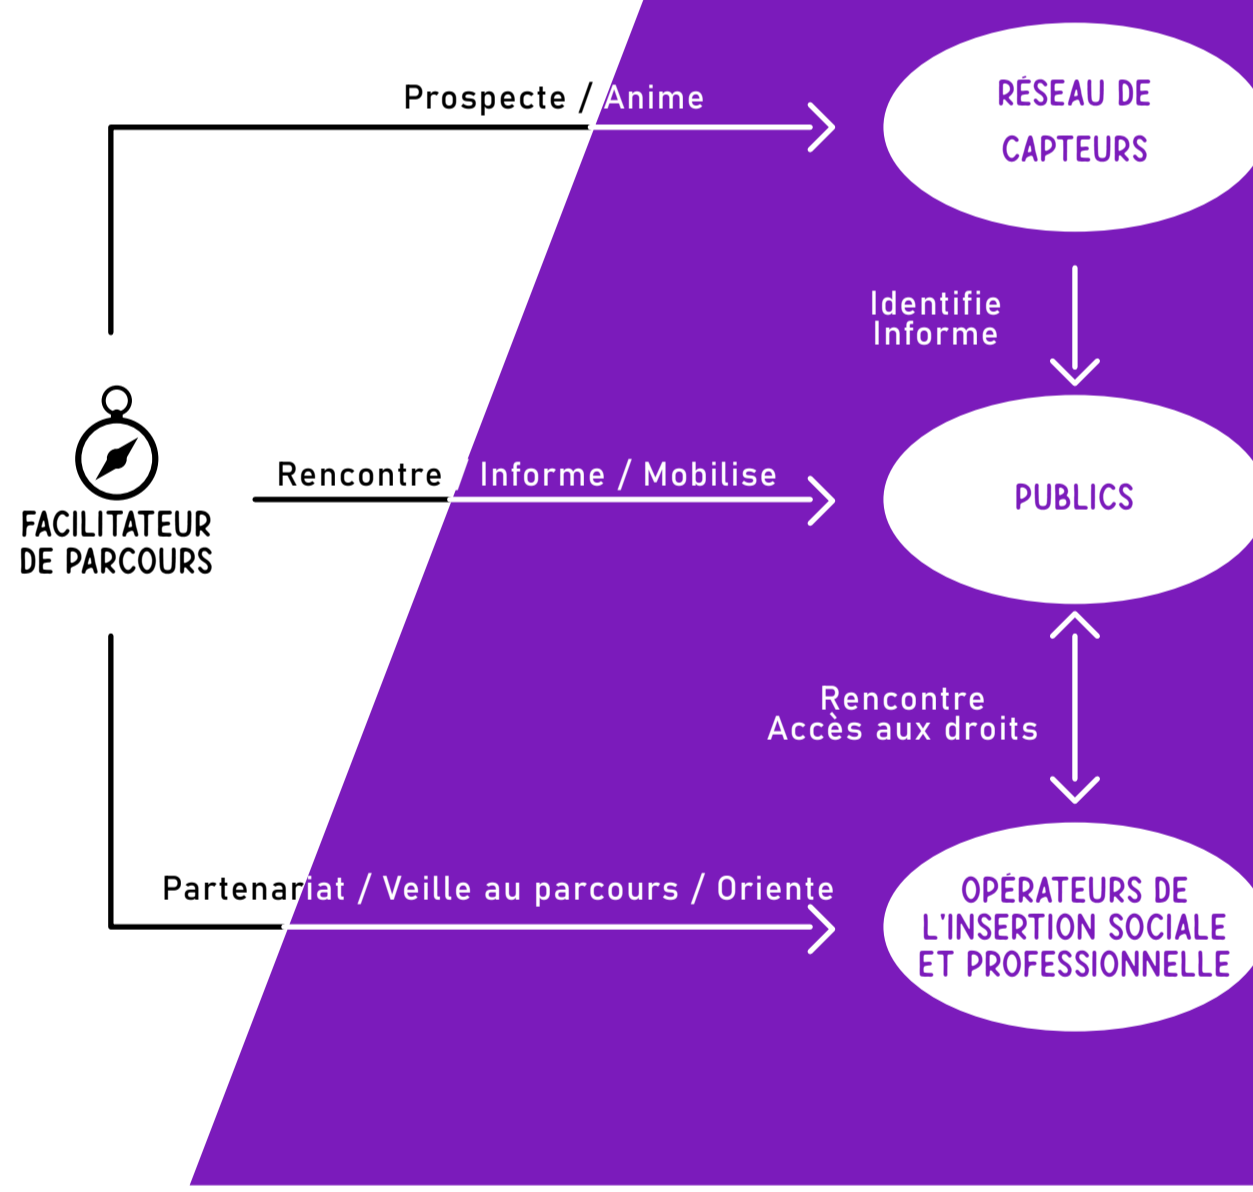 Prospecte / Anime
RÉSEAU DE
CAPTEURS
Identifie
Informe
Rencontre / Informe / Mobilise
PUBLICS
FACILITATEUR
DE PARCOURS
Rencontre
Accès aux droits
Partenariat / Veille au parcours / Oriente
OPÉRATEURS DE
L'INSERTION SOCIALE
ET PROFESSIONNELLE